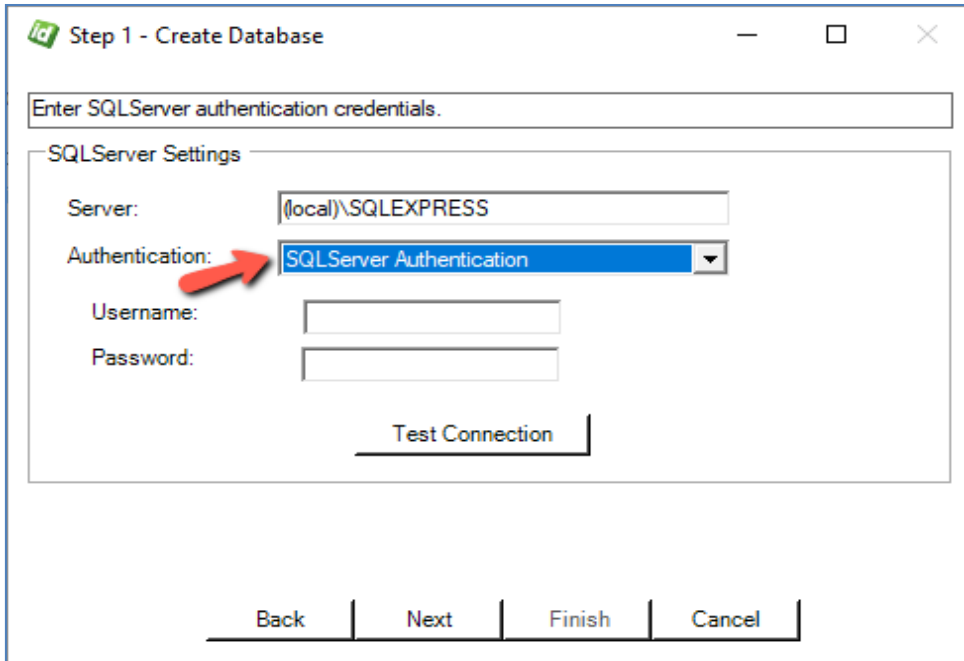 id Step 1 - Create Database
Enter SQLServer authentication credentials.
SQLServer Settings
Server: (local)\SQLEXPRESS
Authentication: SQLServer Authentication
Username:
Password:
Test Connection
Back Next Finish Cancel